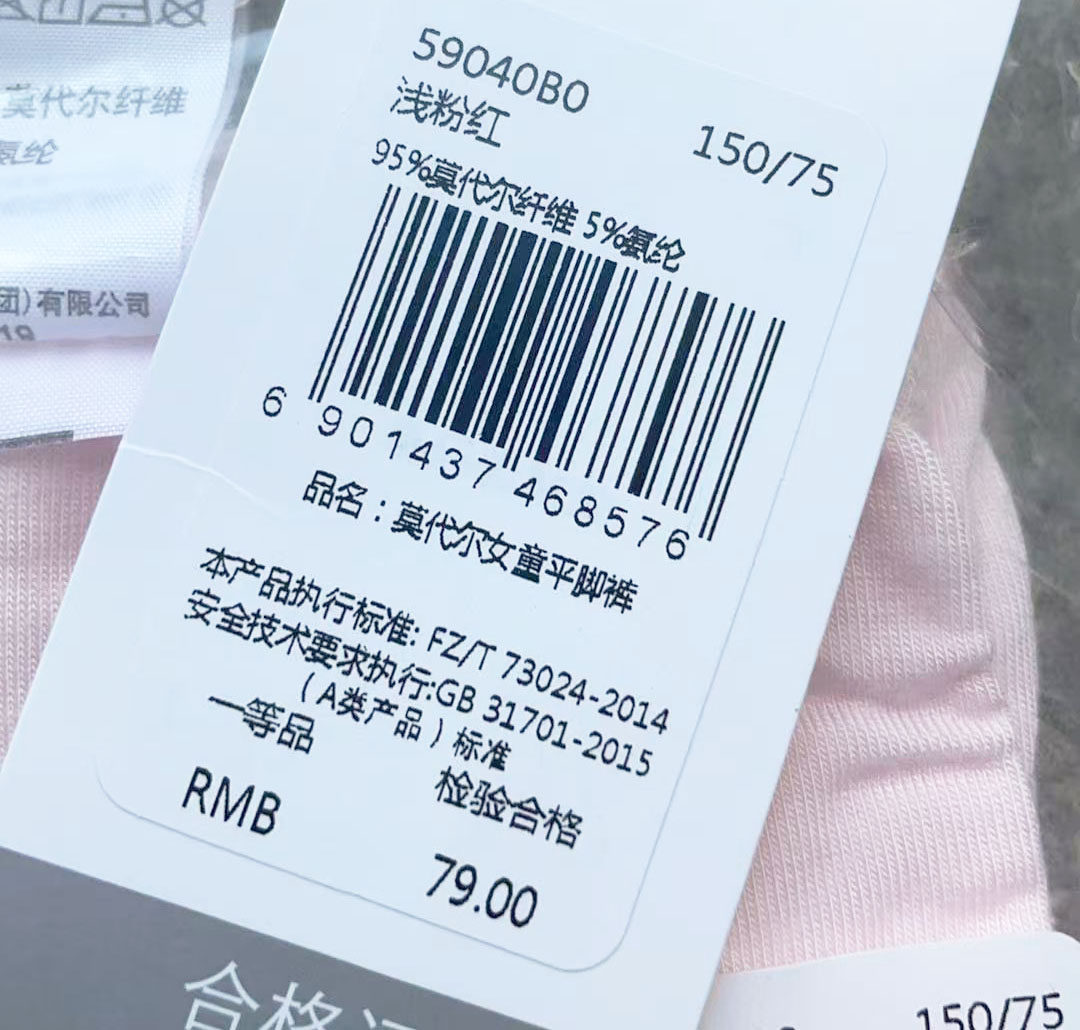 莫代尔纤维
氨纶
团)有限公司
19
59040B0
浅粉红
150/75
95%莫代尔纤维 5%氨纶
6 901437 468576
品名：莫代尔女童平脚裤
本产品执行标准: FZ/T 73024-2014
安全技术要求执行:GB 31701-2015
（A类产品）标准
一等品
检验合格
RMB
79.00
合格
150/75